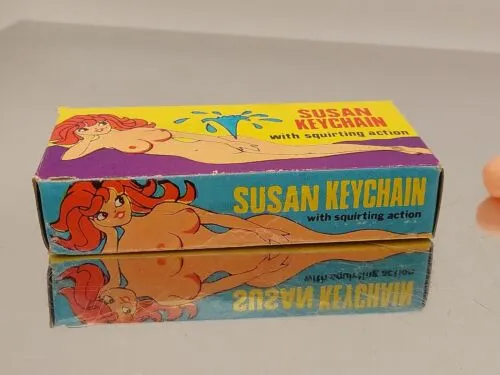 SUSAN
KEYCHAIN
with squirting action
SUSAN KEYCHAIN
with squirting action